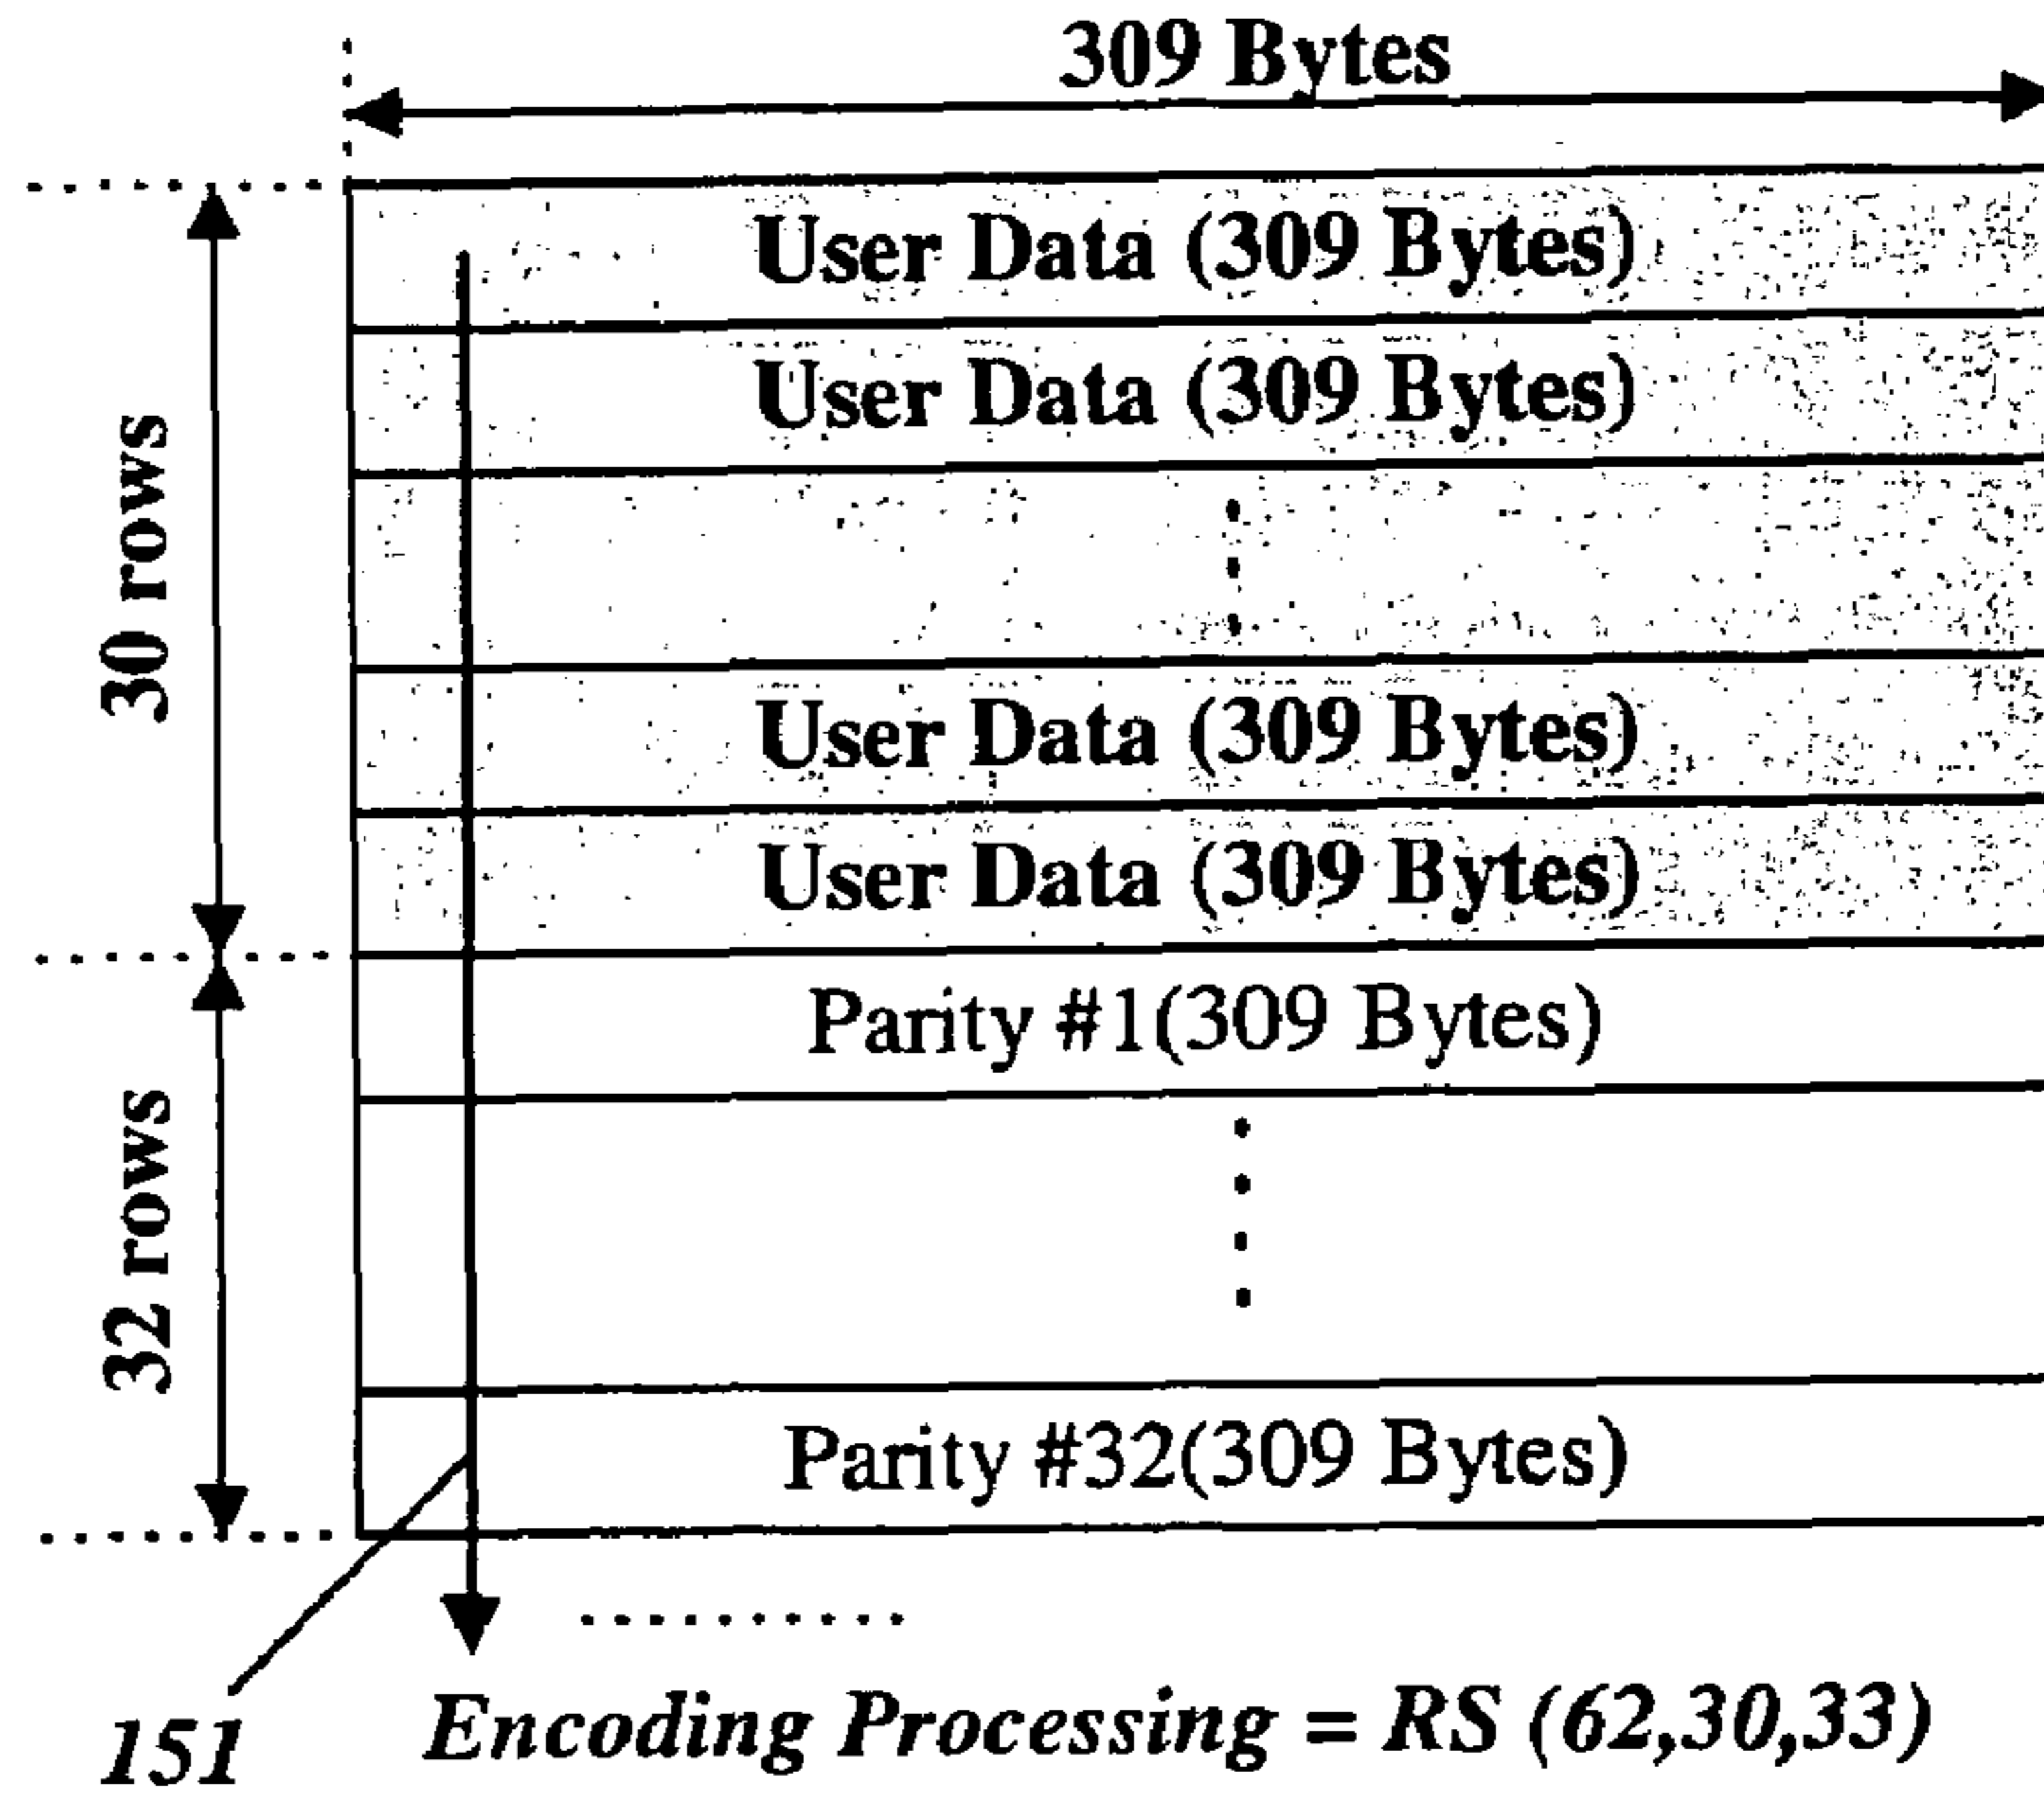 309 Bytes
User Data (309 Bytes)
User Data (309 Bytes)
30 rows
User Data (309 Bytes)
User Data (309 Bytes)
Parity #1(309 Bytes)
32 rows
Parity #32(309 Bytes)
151
Encoding Processing = RS (62,30,33)